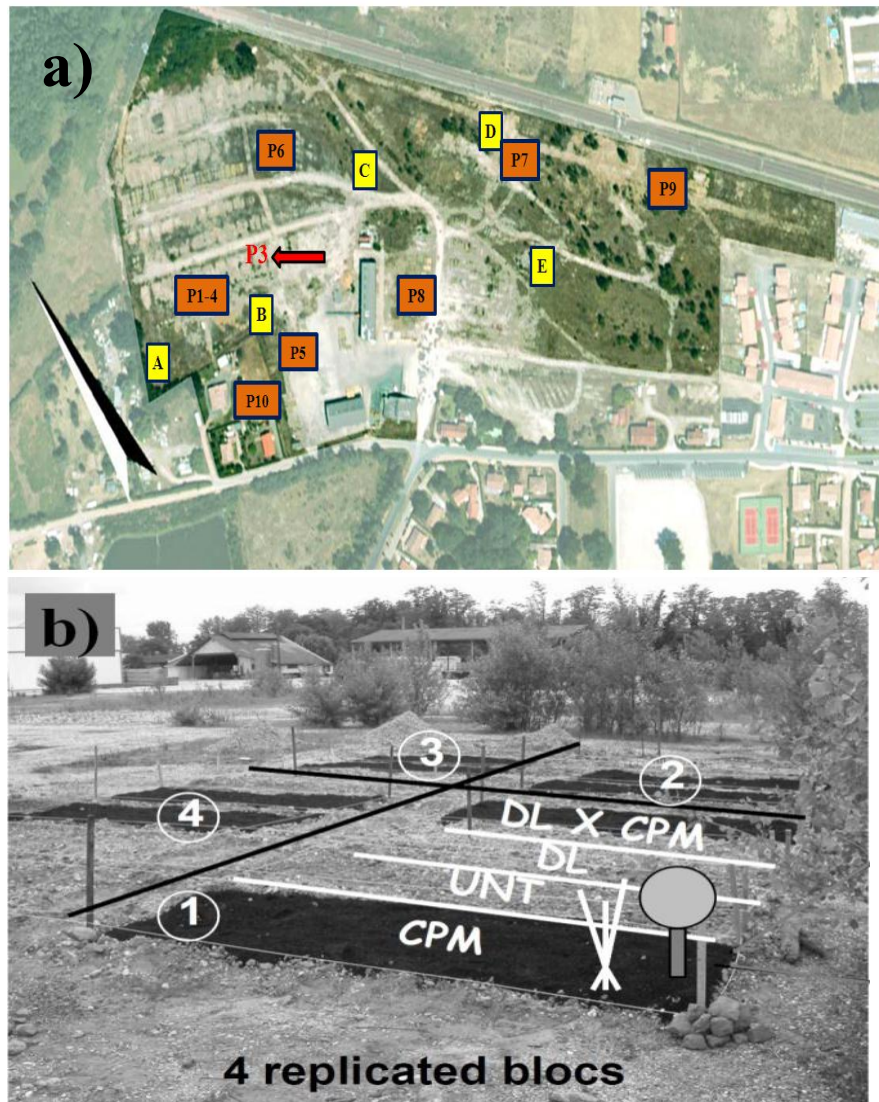 a)
D
P6
C
P7
P9
P3
E
P1-4
P8
B
P5
A
P10
b)
3
2
4
DL X CPM
DL
UNT
1
CPM
4 replicated blocs